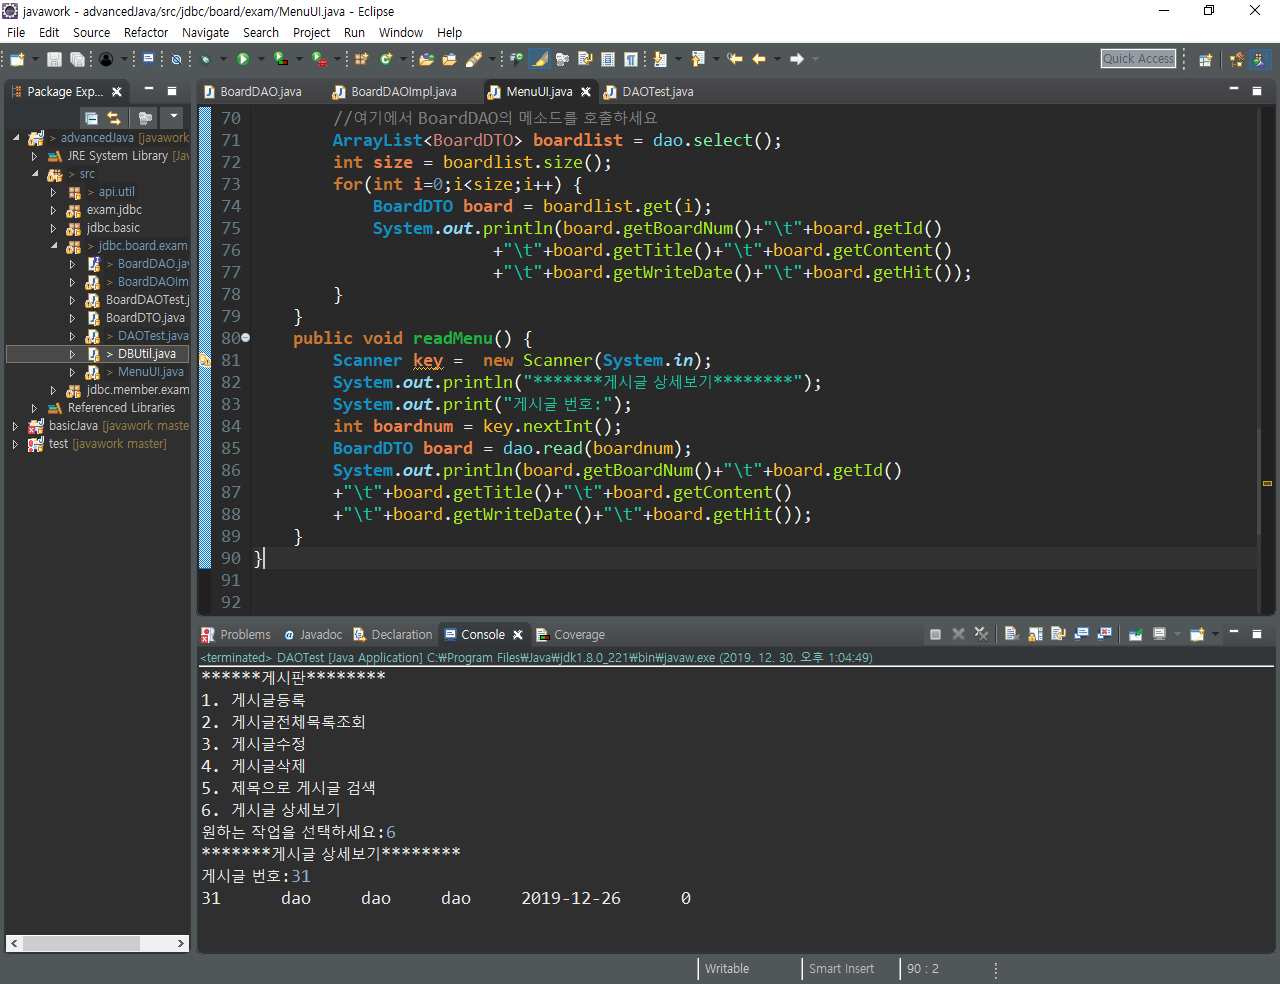 javawork - advancedJava/src/jdbc/board/exam/MenuUI.java - Eclipse
File Edit Source Refactor Navigate Search Project Run Window Help
Quick Access
Package Exp...
BoardDAO.java BoardDAOImpl.java MenuUI.java DAOTest.java
> advancedJava [javawork
JRE System Library [Jav
> src
> api.util
exam.jdbc
jdbc.basic
> jdbc.board.exam
> BoardDAO.jav
> BoardDAOIm
BoardDAOTest.j
BoardDTO.java
> DAOTest.java
> DBUtil.java
> MenuUI.java
jdbc.member.exam
Referenced Libraries
basicJava [javawork maste
test [javawork master]
70 //여기에서 BoardDAO의 메소드를 호출하세요
71 ArrayList<BoardDTO> boardlist = dao.select();
72 int size = boardlist.size();
73 for(int i=0;i<size;i++) {
74 BoardDTO board = boardlist.get(i);
75 System.out.println(board.getBoardNum()+"\t"+board.getId()
76 +"\t"+board.getTitle()+"\t"+board.getContent()
77 +"\t"+board.getWriteDate()+"\t"+board.getHit());
78 }
79 }
80 public void readMenu() {
81 Scanner key =  new Scanner(System.in);
82 System.out.println("*******게시글 상세보기********");
83 System.out.print("게시글 번호:");
84 int boardnum = key.nextInt();
85 BoardDTO board = dao.read(boardnum);
86 System.out.println(board.getBoardNum()+"\t"+board.getId()
87 +"\t"+board.getTitle()+"\t"+board.getContent()
88 +"\t"+board.getWriteDate()+"\t"+board.getHit());
89 }
90 }
91
92
Problems Javadoc Declaration Console Coverage
<terminated> DAOTest [Java Application] C:₩Program Files₩Java₩jdk1.8.0_221₩bin₩javaw.exe (2019. 12. 30. 오후 1:04:49)
******게시판********
1. 게시글등록
2. 게시글전체목록조회
3. 게시글수정
4. 게시글삭제
5. 제목으로 게시글 검색
6. 게시글 상세보기
원하는 작업을 선택하세요:6
*******게시글 상세보기********
게시글 번호:31
31 dao dao dao 2019-12-26 0
Writable Smart Insert 90 : 2